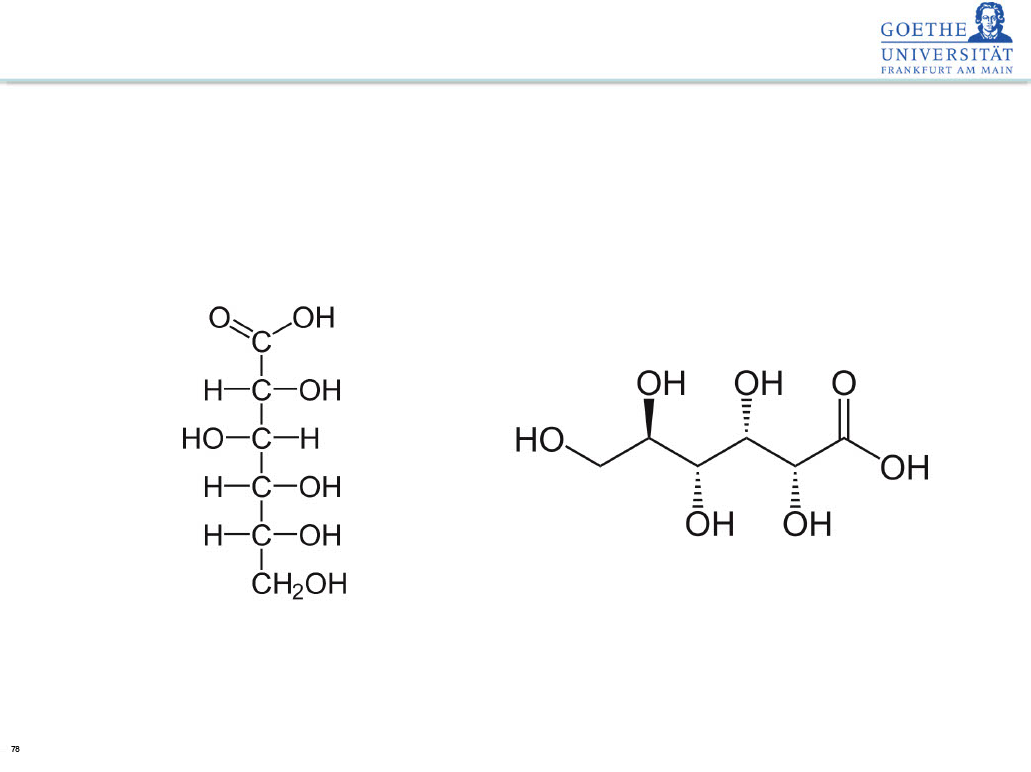 GOETHE
UNIVERSITÄT
FRANKFURT AM MAIN
O OH
C
H C OH
HO C H
H C OH
H C OH
CH₂OH
OH OH O
HO
OH
OH OH
78